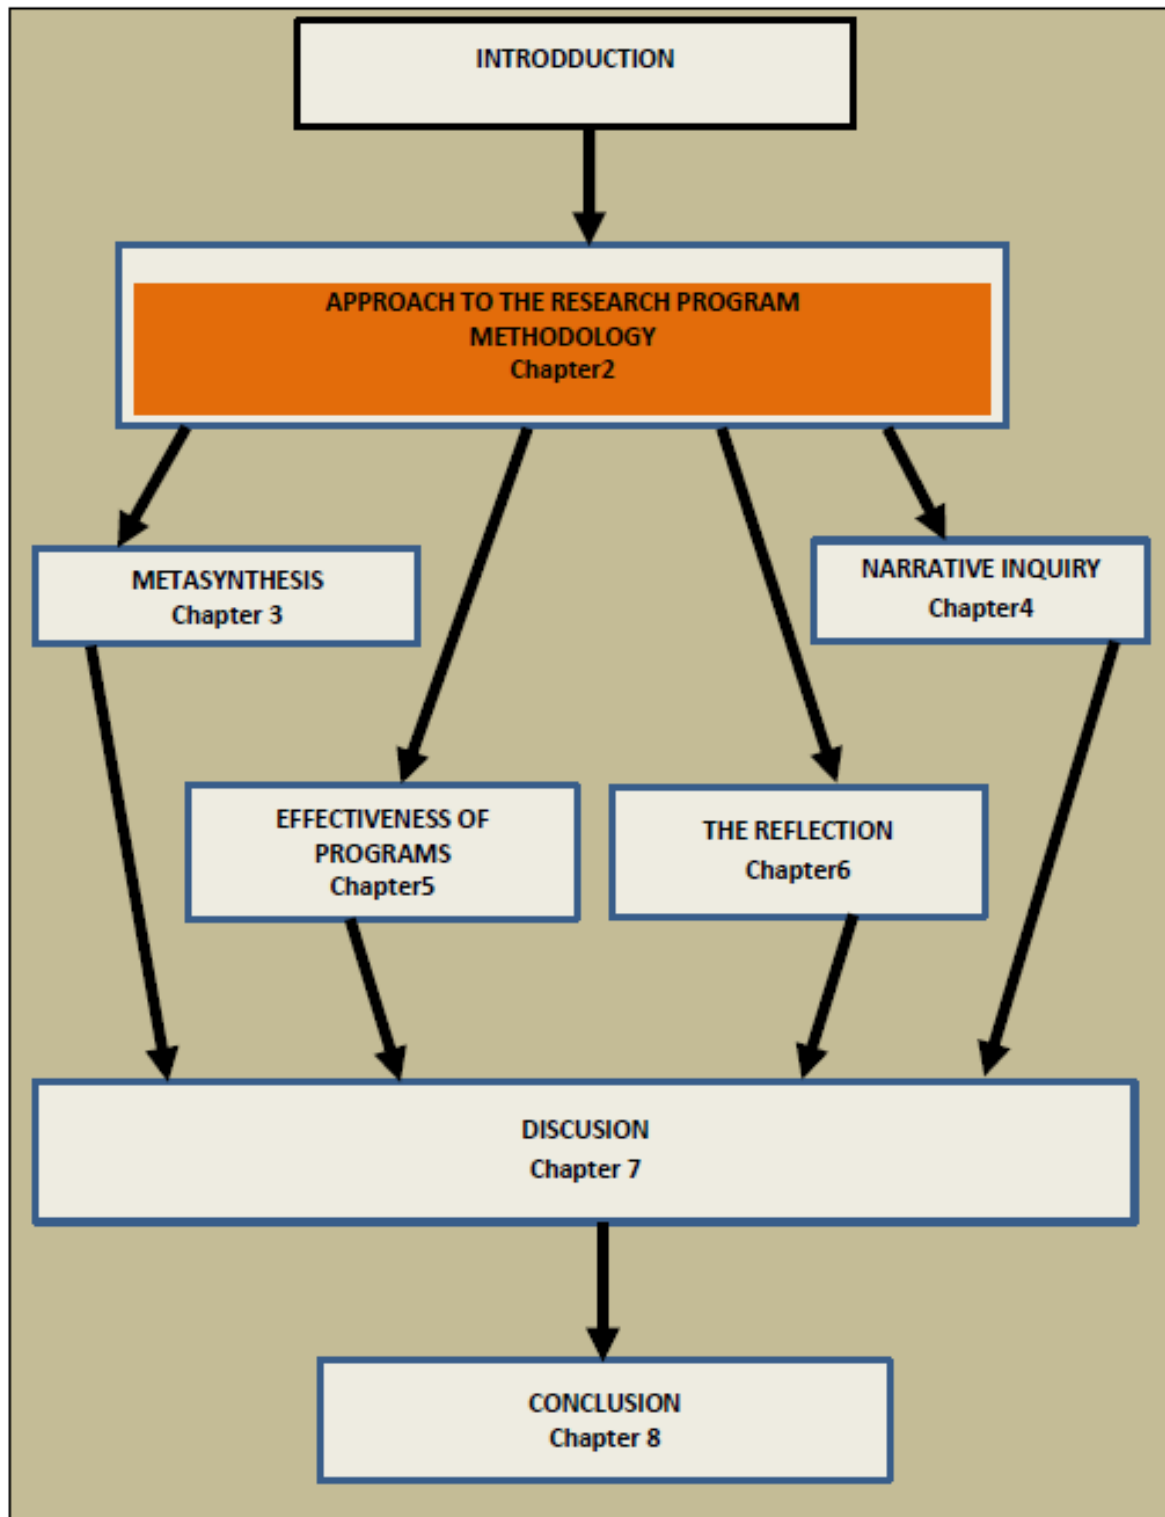 INTRODDUCTION
APPROACH TO THE RESEARCH PROGRAM
METHODOLOGY
Chapter2
METASYNTHESIS
Chapter 3
NARRATIVE INQUIRY
Chapter4
EFFECTIVENESS OF
PROGRAMS
Chapter5
THE REFLECTION
Chapter6
DISCUSION
Chapter 7
CONCLUSION
Chapter 8